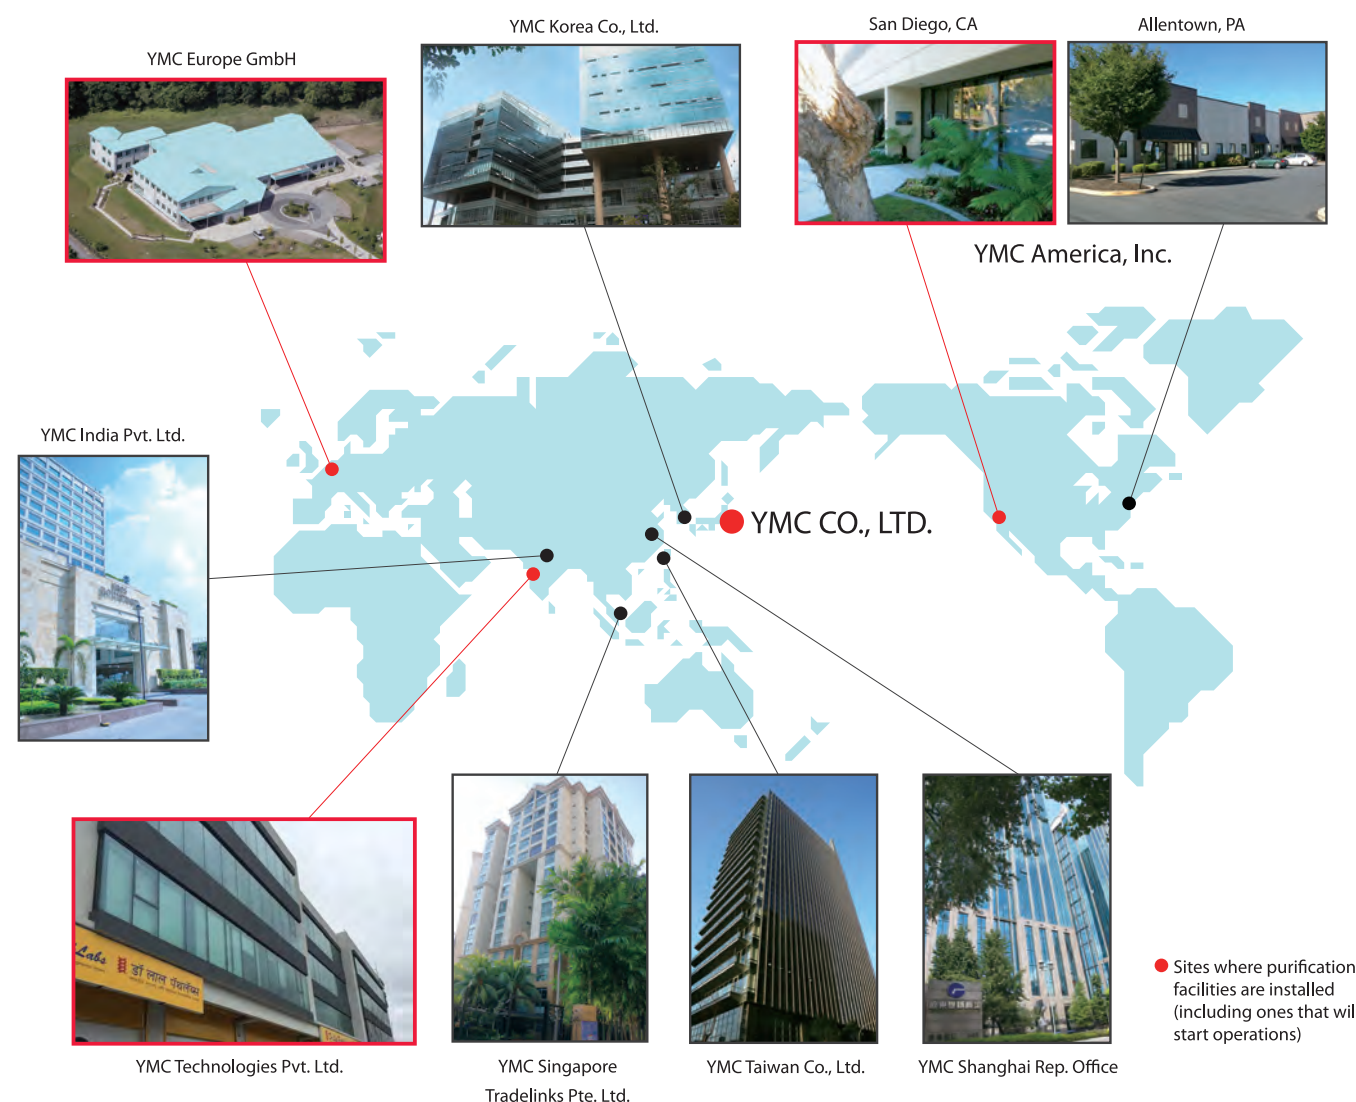 YMC Korea Co., Ltd.
San Diego, CA
Allentown, PA
YMC Europe GmbH
YMC America, Inc.
YMC India Pvt. Ltd.
YMC CO., LTD.
Labs
डॉ लाल पॅथलॅब्स
Sites where purification
facilities are installed
(including ones that wil
start operations)
YMC Technologies Pvt. Ltd.
YMC Singapore
Tradelinks Pte. Ltd.
YMC Taiwan Co., Ltd.
YMC Shanghai Rep. Office